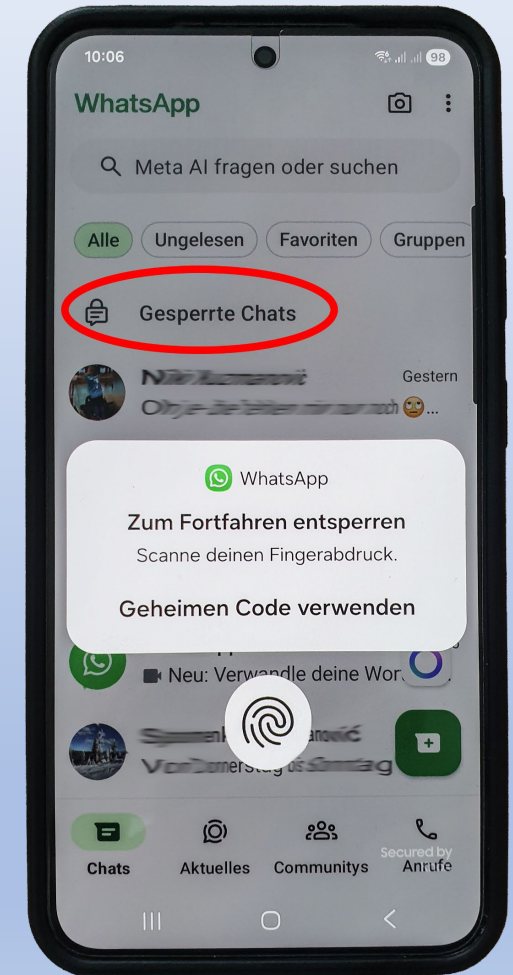 10:06
98
WhatsApp
Meta AI fragen oder suchen
Alle
Ungelesen
Favoriten
Gruppen
Gesperrte Chats
Gestern
WhatsApp
Zum Fortfahren entsperren
Scanne deinen Fingerabdruck.
Geheimen Code verwenden
Neu: Verwandle deine Wor
Secured by
Chats
Aktuelles
Communitys
Anrufe